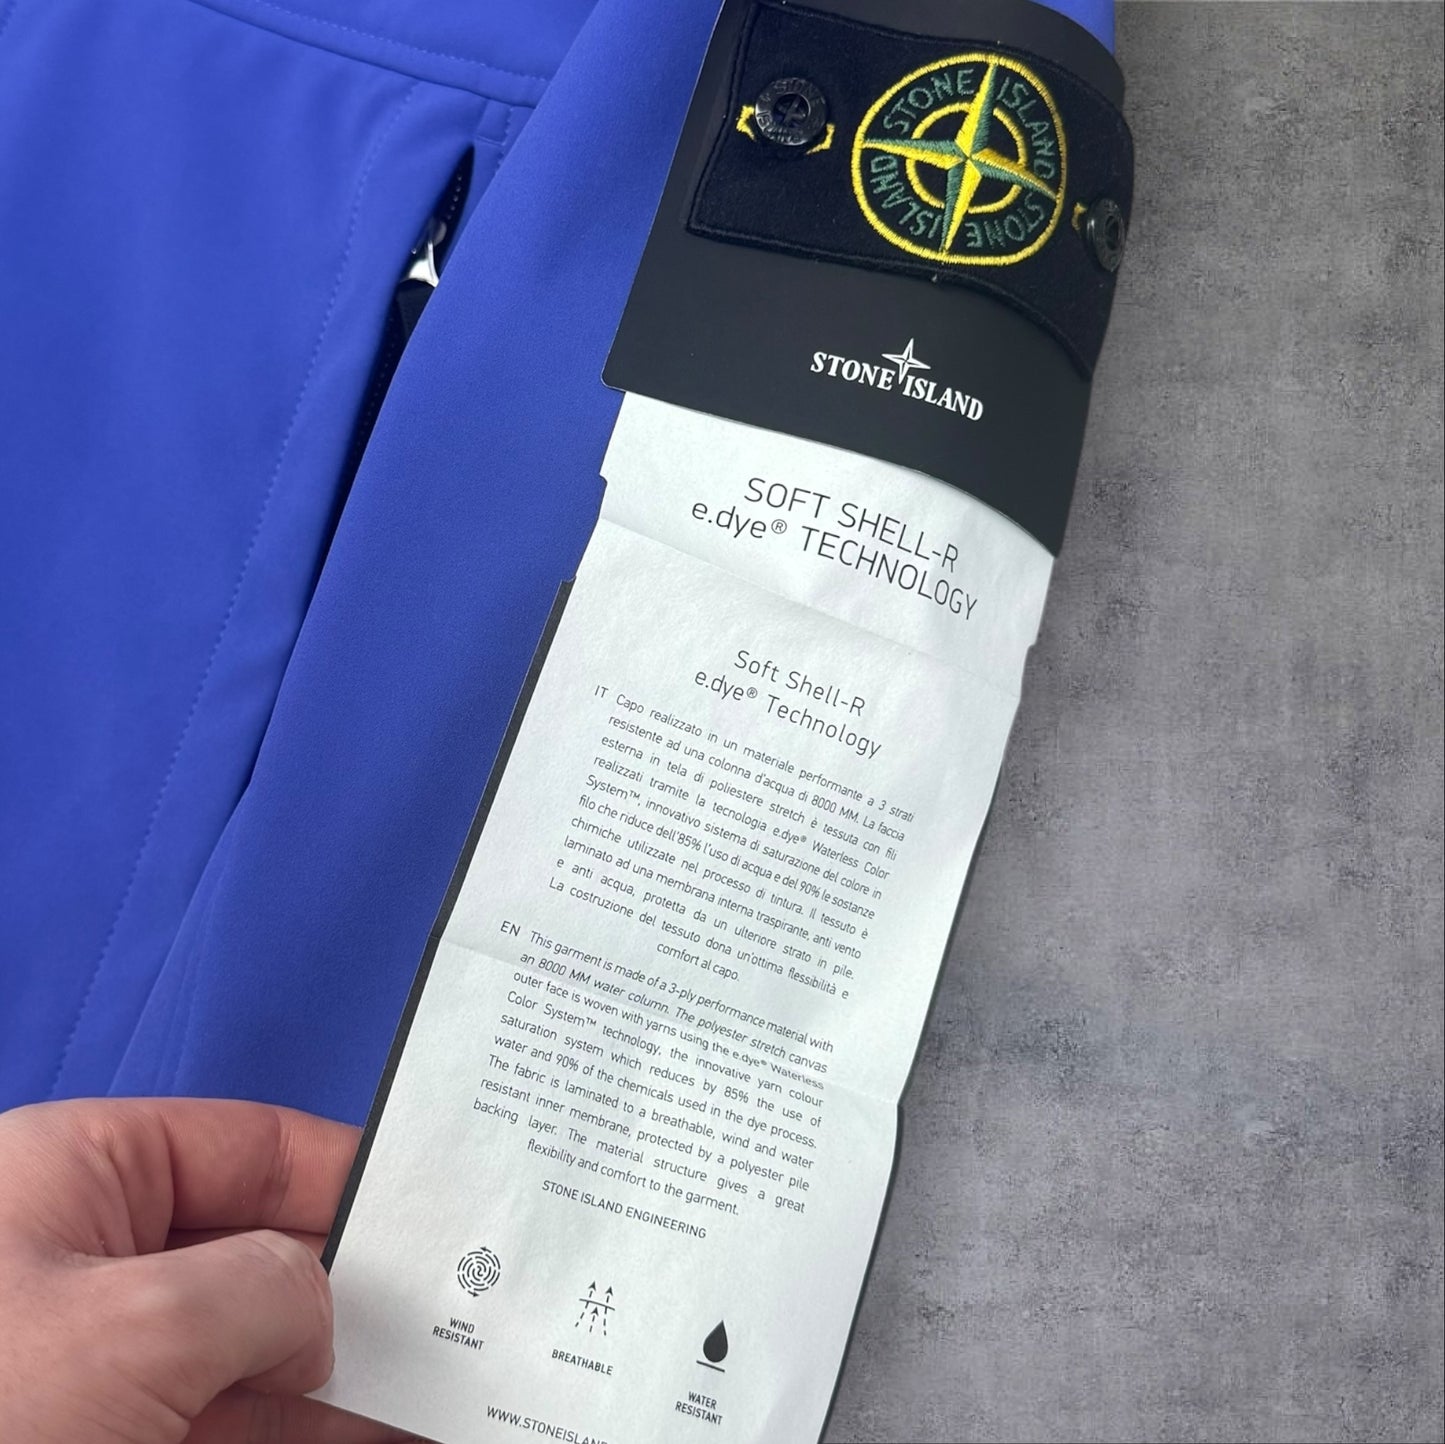 STONE ISLAND STONE ISLAND
STONE ISLAND
STONE ISLAND
SOFT SHELL-R
e.dye® TECHNOLOGY
Soft Shell-R
e.dye® Technology
IT Capo realizzato in un materiale performante a 3 strati
resistente ad una colonna d'acqua di 8000 MM. La faccia
esterna in tela di poliestere stretch è tessuta con fili
realizzati tramite la tecnologia e.dye® Waterless Color
System™, innovativo sistema di saturazione del colore in
filo che riduce dell'85% l'uso di acqua e del 90% le sostanze
chimiche utilizzate nel processo di tintura. Il tessuto è
laminato ad una membrana interna traspirante, anti vento
e anti acqua, protetta da un ulteriore strato in pile.
La costruzione del tessuto dona un'ottima flessibilità e
comfort al capo.
EN This garment is made of a 3-ply performance material with
an 8000 MM water column. The polyester stretch canvas
outer face is woven with yarns using the e.dye® Waterless
Color System™ technology, the innovative yarn colour
saturation system which reduces by 85% the use of
water and 90% of the chemicals used in the dye process.
The fabric is laminated to a breathable, wind and water
resistant inner membrane, protected by a polyester pile
backing layer. The material structure gives a great
flexibility and comfort to the garment.
STONE ISLAND ENGINEERING
WIND
RESISTANT
BREATHABLE
WATER
RESISTANT
WWW.STONEISLAN